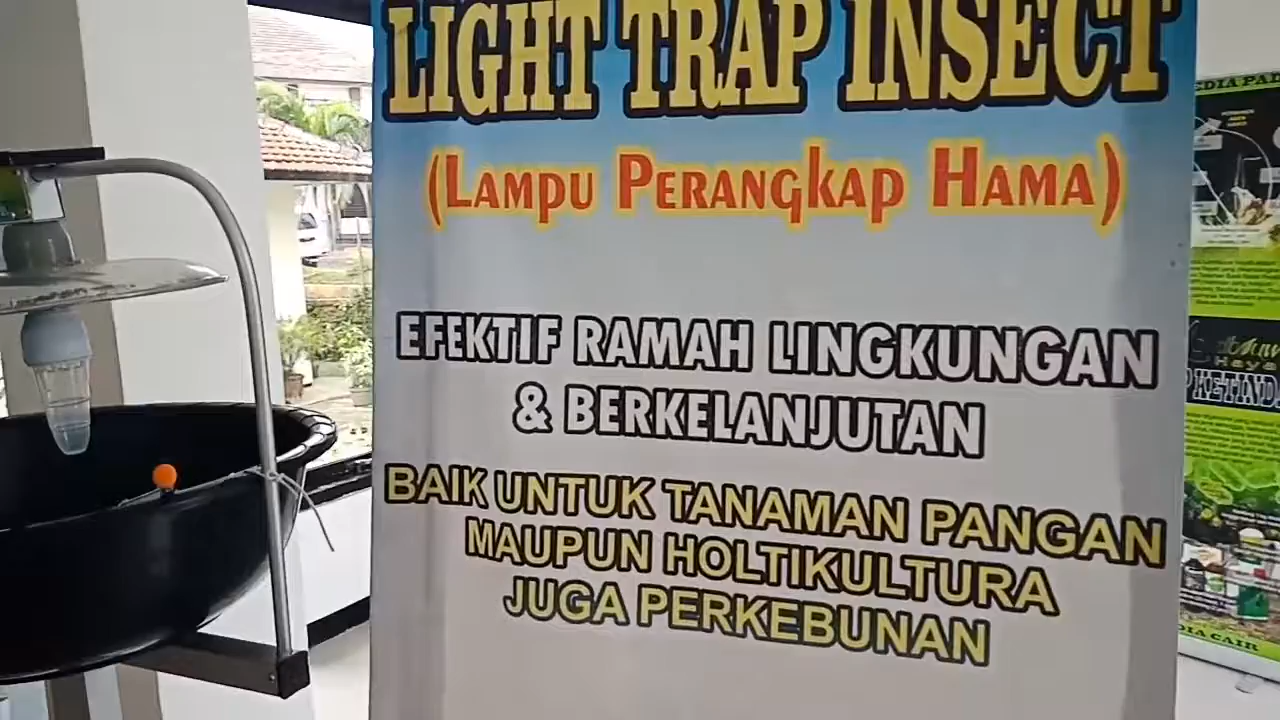 LIGHT TRAP INSECT
(LAMPU PERANGKAP HAMA)
EFEKTIF RAMAH LINGKUNGAN
& BERKELANJUTAN
BAIK UNTUK TANAMAN PANGAN
MAUPUN HOLTIKULTURA
JUGA PERKEBUNAN